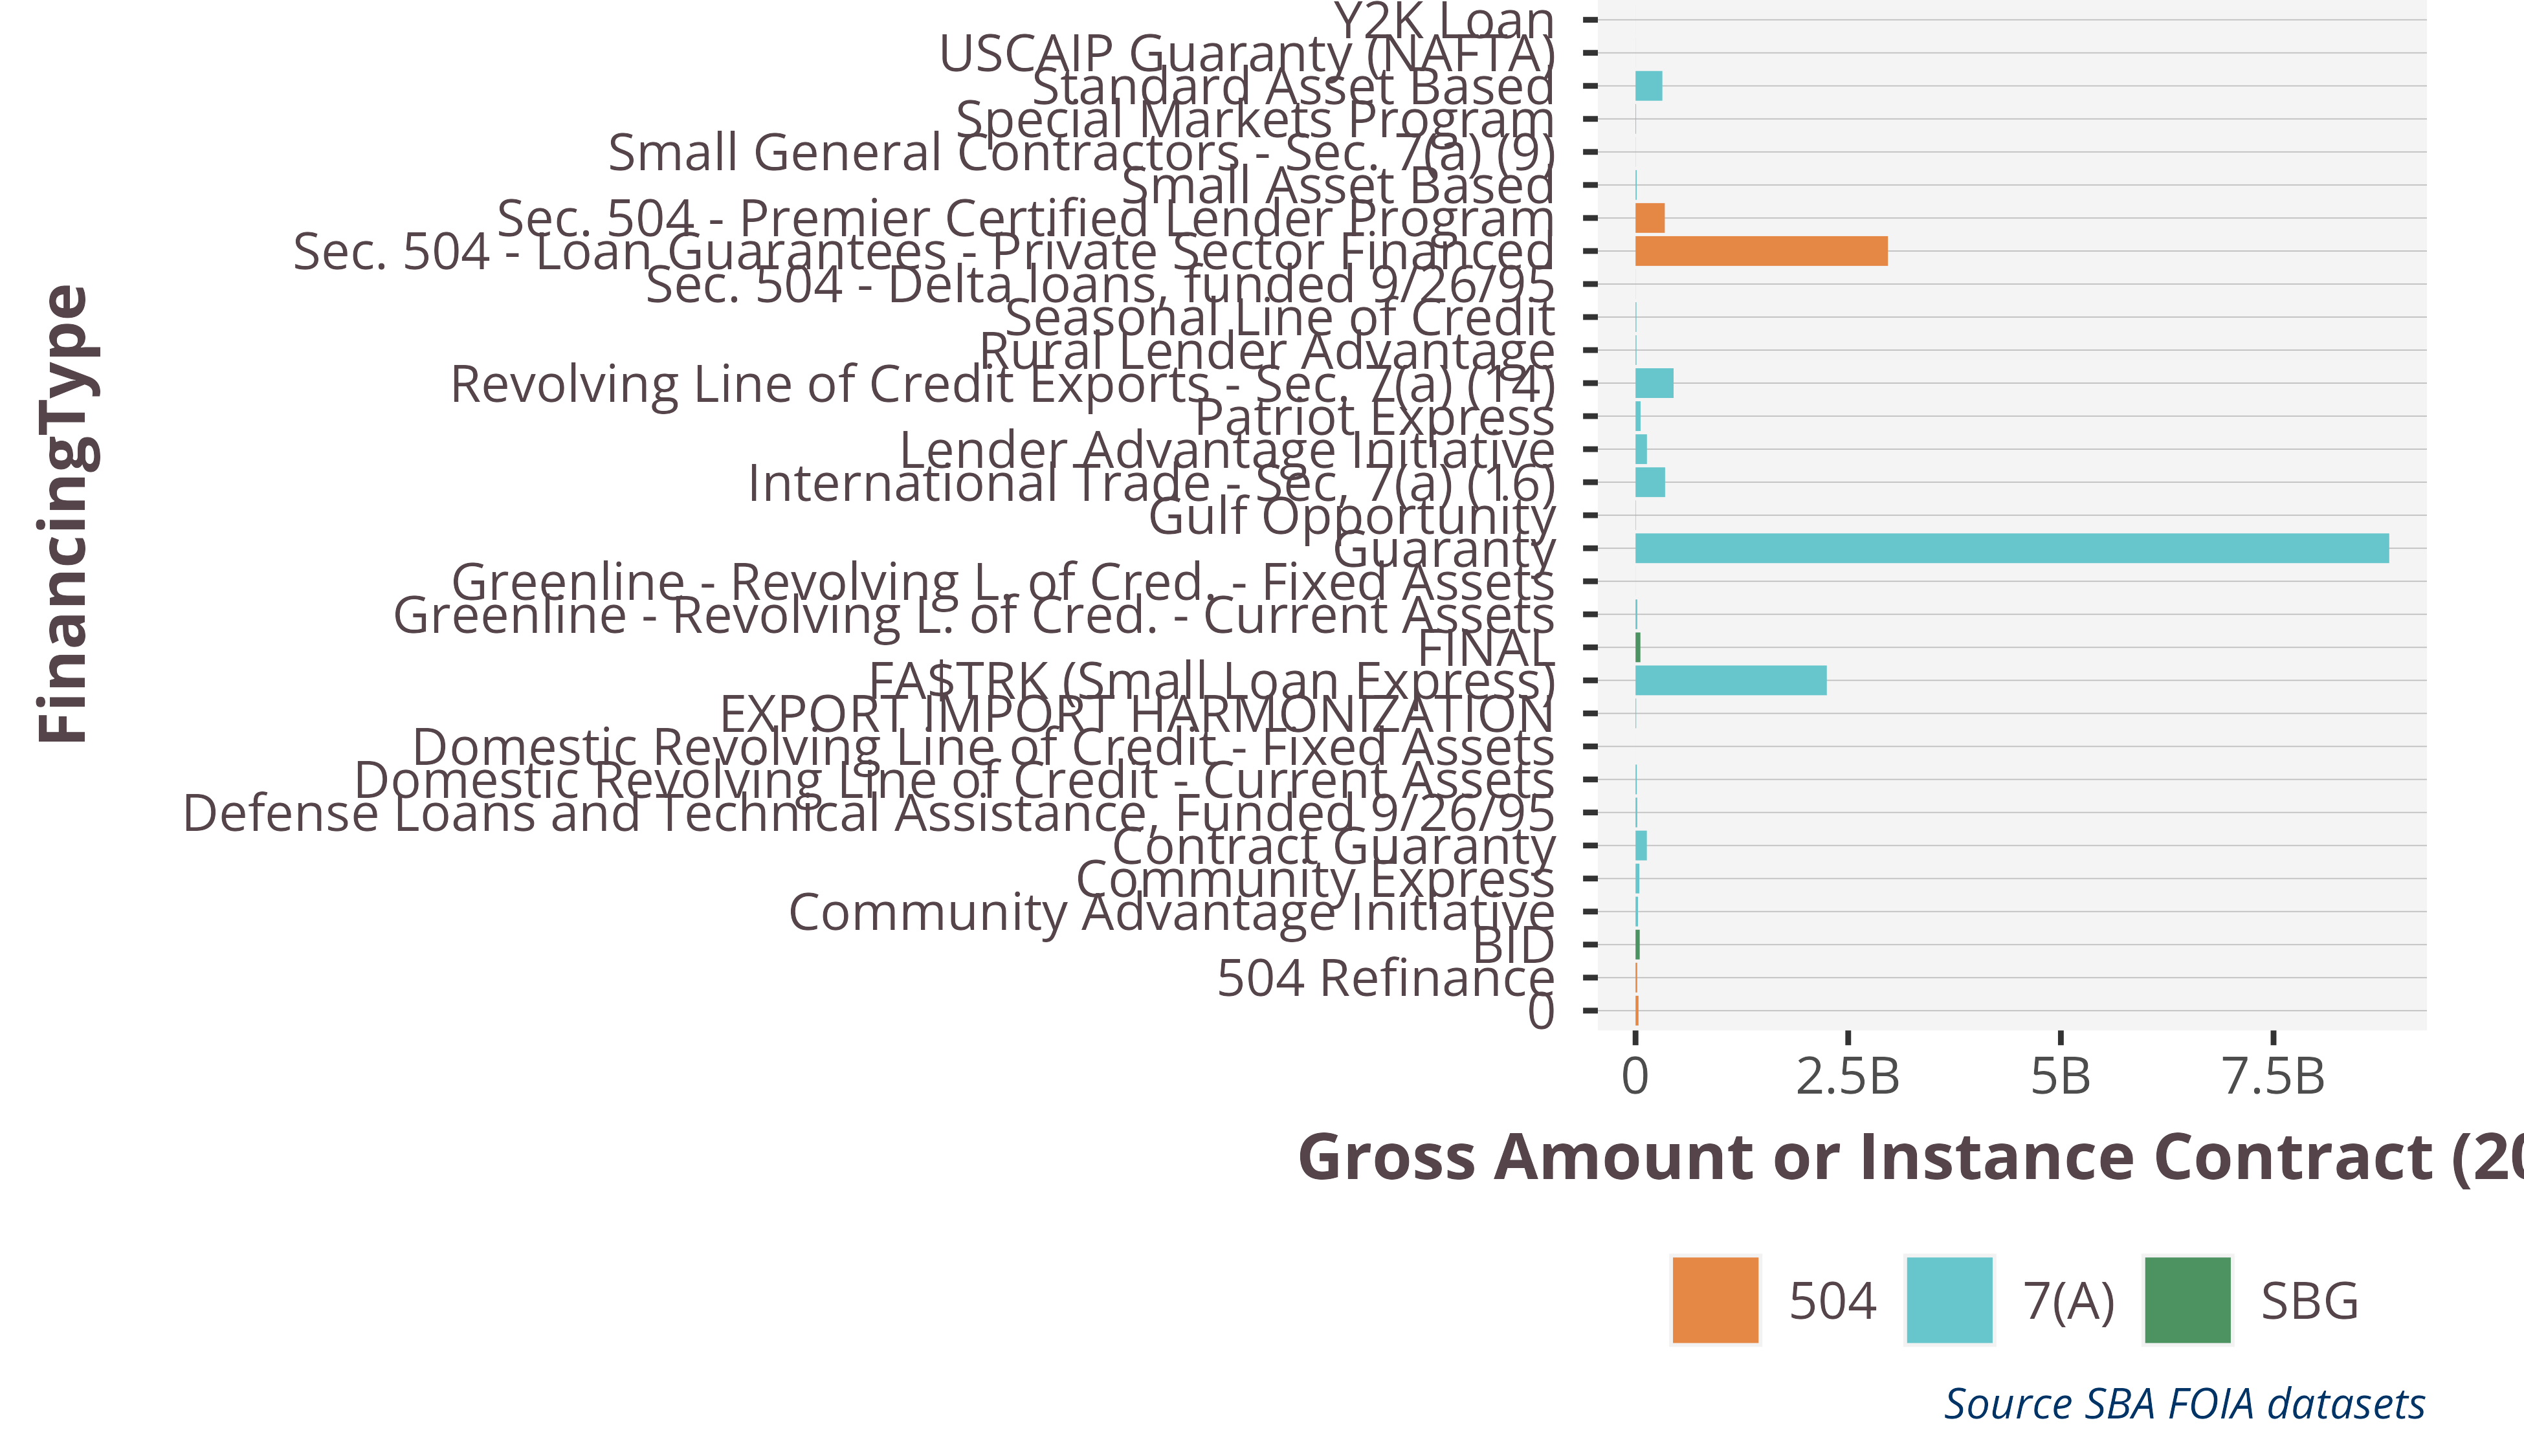 Y2K Loan
USCAIP Guaranty (NAFTA)
Standard Asset Based
Special Markets Program
Small General Contractors - Sec. 7(a) (9)
Small Asset Based
Sec. 504 - Premier Certified Lender Program
Sec. 504 - Loan Guarantees - Private Sector Financed
Sec. 504 - Delta loans, funded 9/26/95
Seasonal Line of Credit
Rural Lender Advantage
Revolving Line of Credit Exports - Sec. 7(a) (14)
Patriot Express
Lender Advantage Initiative
International Trade - Sec, 7(a) (16)
Gulf Opportunity
Guaranty
Greenline - Revolving L. of Cred. - Fixed Assets
Greenline - Revolving L. of Cred. - Current Assets
FINAL
FA$TRK (Small Loan Express)
EXPORT IMPORT HARMONIZATION
Domestic Revolving Line of Credit - Fixed Assets
Domestic Revolving Line of Credit - Current Assets
Defense Loans and Technical Assistance, Funded 9/26/95
Contract Guaranty
Community Express
Community Advantage Initiative
BID
504 Refinance
0
FinancingType
0 2.5B 5B 7.5B
Gross Amount or Instance Contract (20
504 7(A) SBG
Source SBA FOIA datasets